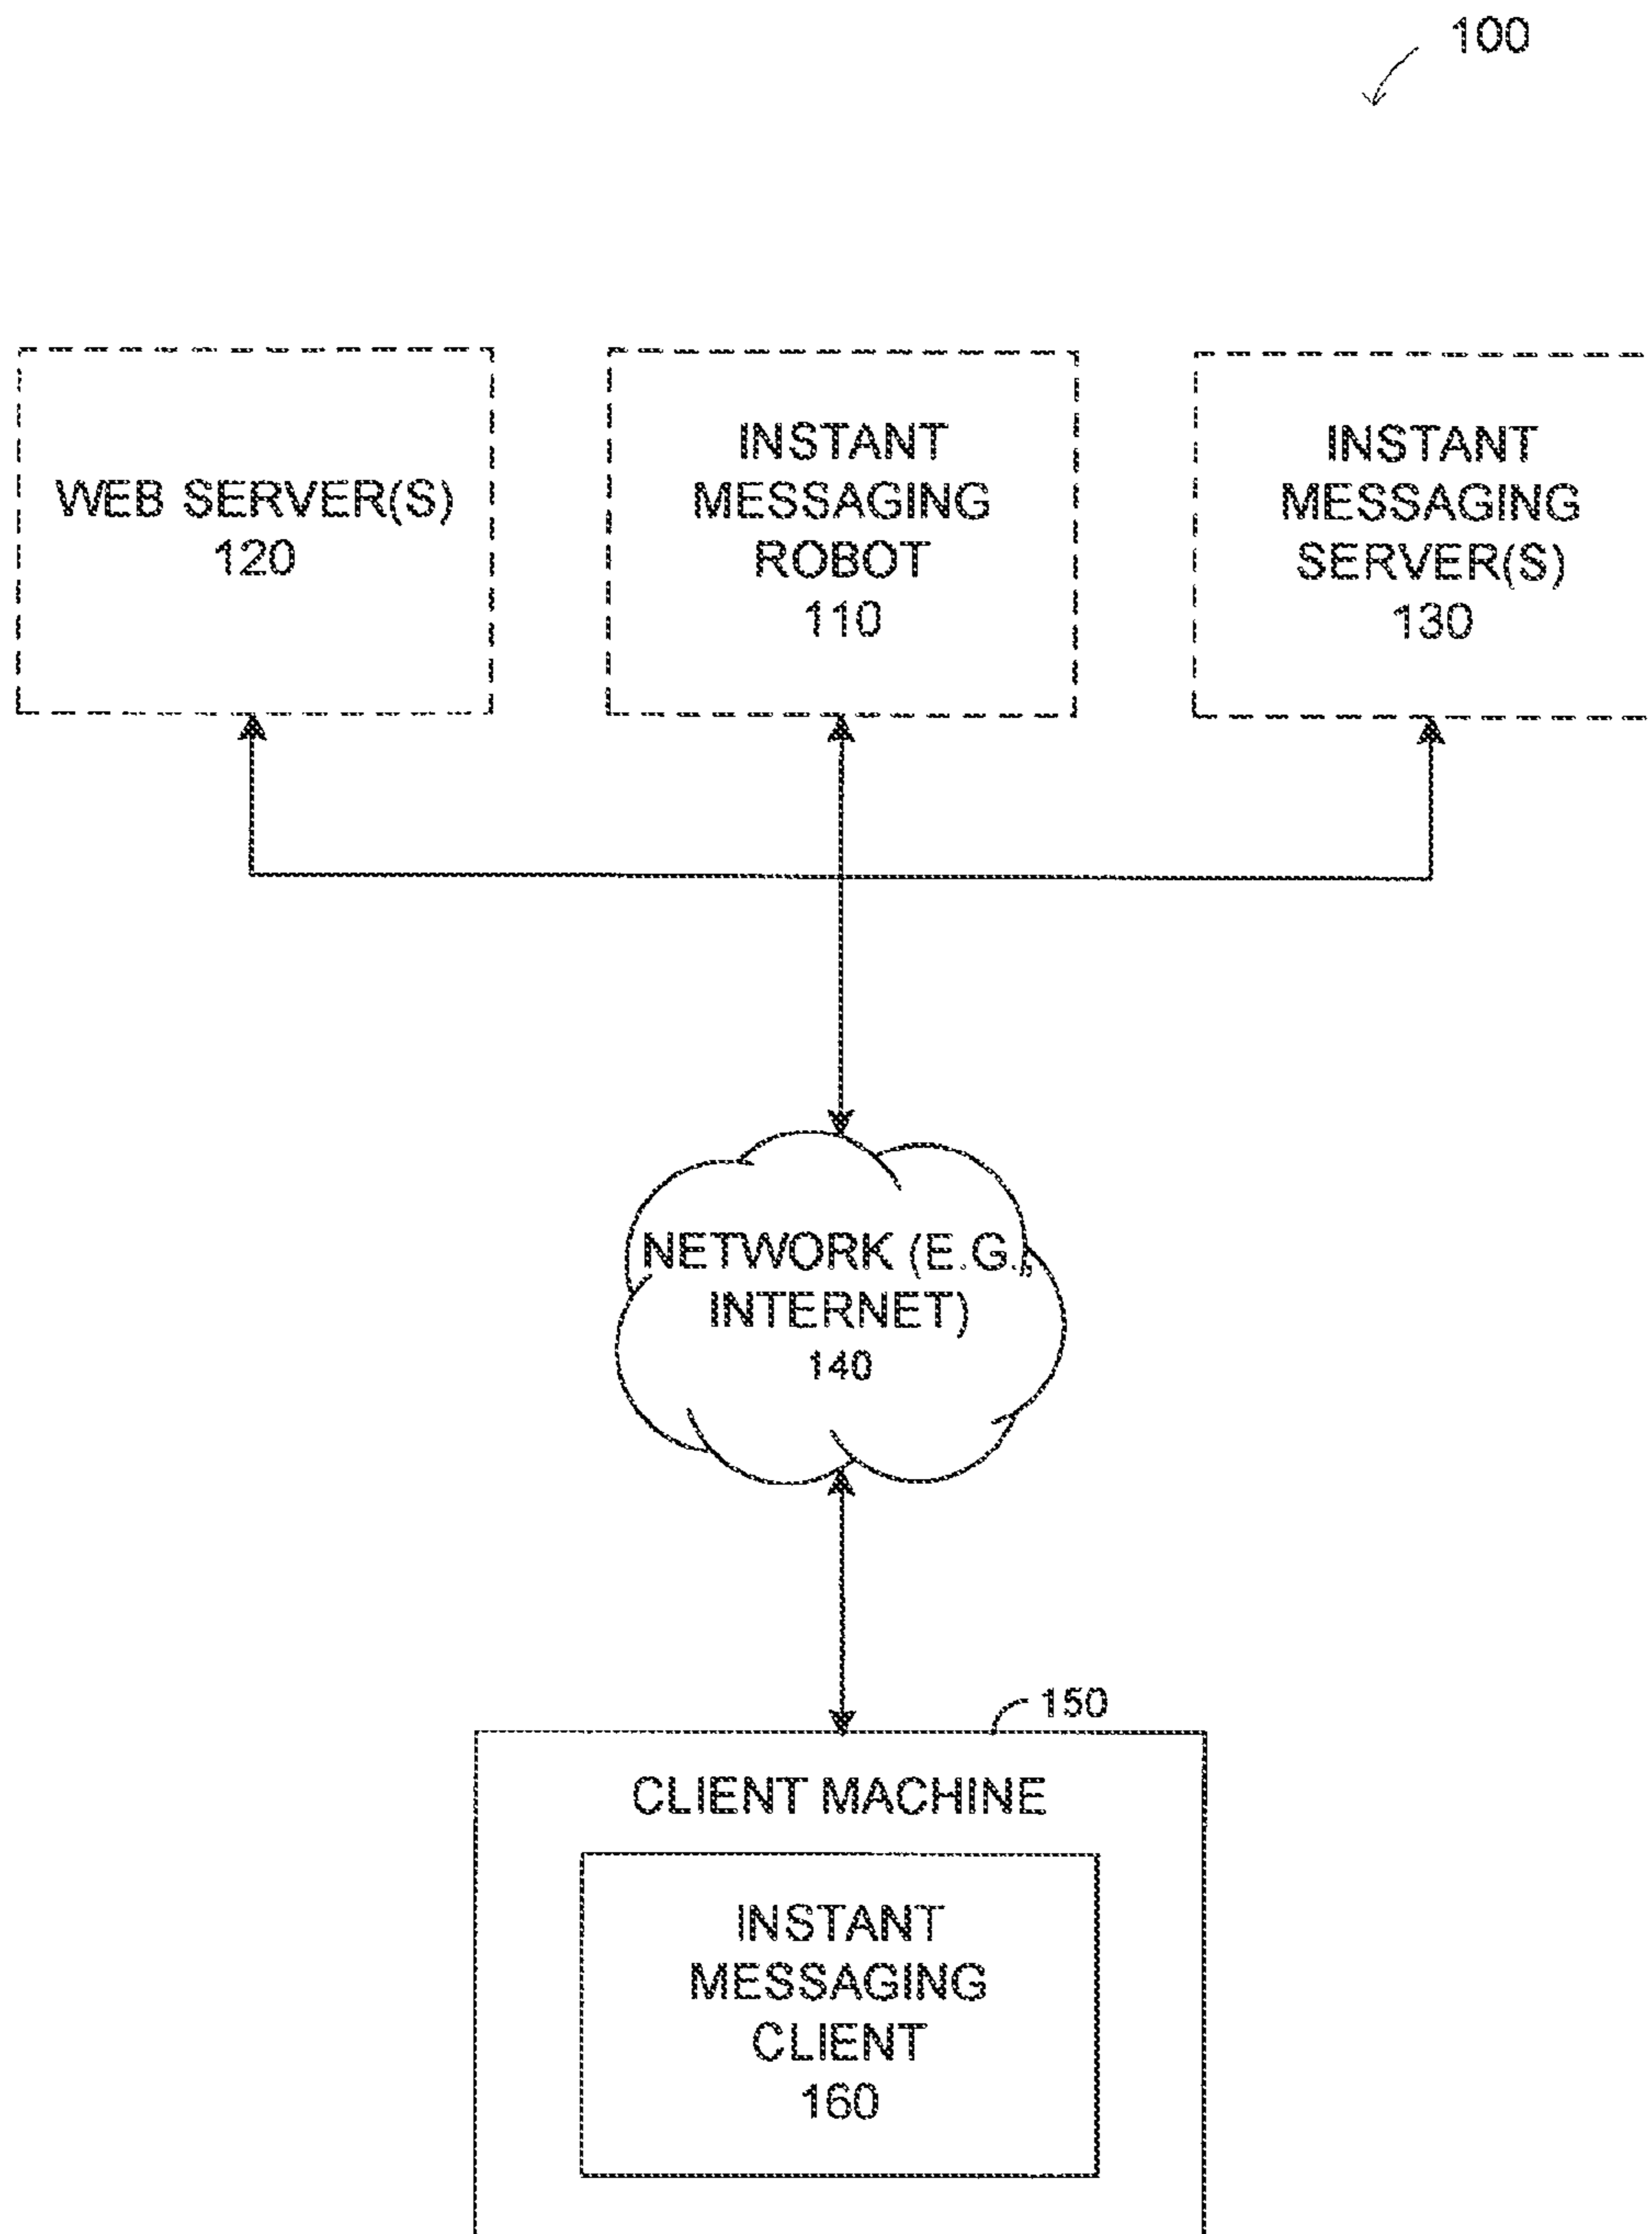 100
WEB SERVER(S)
120
INSTANT
MESSAGING
ROBOT
110
INSTANT
MESSAGING
SERVER(S)
130
NETWORK (E.G.,
INTERNET)
140
150
CLIENT MACHINE
INSTANT
MESSAGING
CLIENT
160